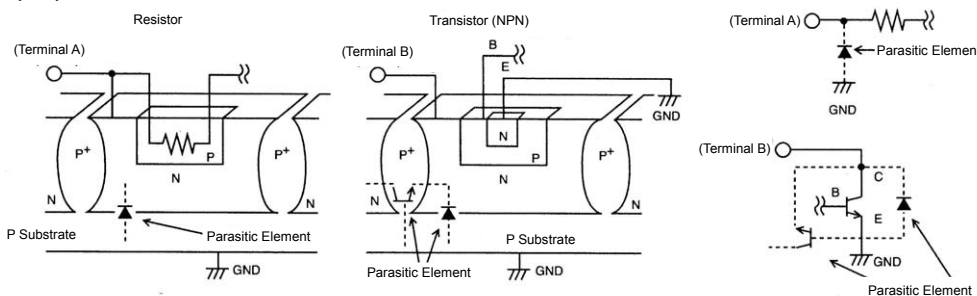 Resistor
(Terminal A)
P+
P
N
P+
N
N
P Substrate
Parasitic Element
GND
Transistor (NPN)
(Terminal B)
B
E
GND
N
P+
P
P+
N
N
N
P Substrate
Parasitic Element
GND
(Terminal A)
Parasitic Elemen
GND
(Terminal B)
C
B
E
GND
Parasitic Element